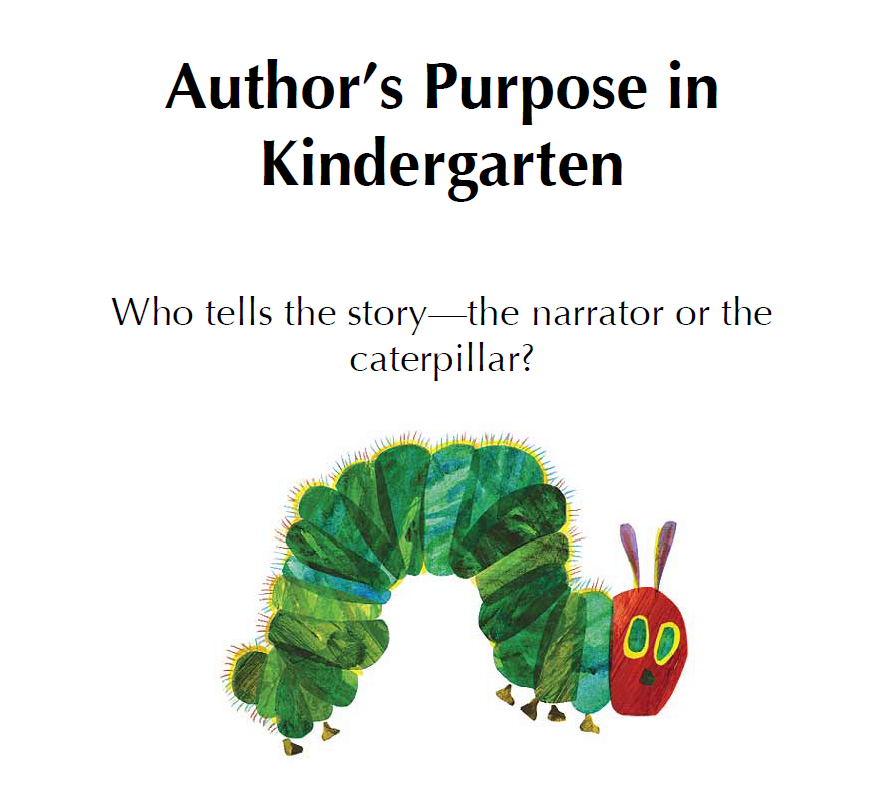 Author’s Purpose in
Kindergarten
Who tells the story—the narrator or the
caterpillar?